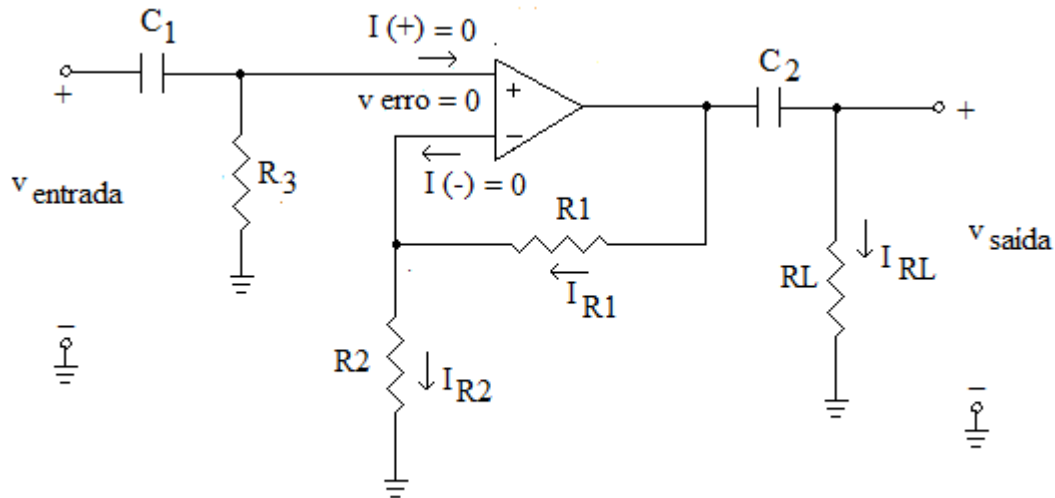 C1
I (+) = 0
+
v entrada
R3
v erro = 0
+
−
I (-) = 0
R1
I R1
R2
I R2
C2
+
v saída
RL
I RL
−
−